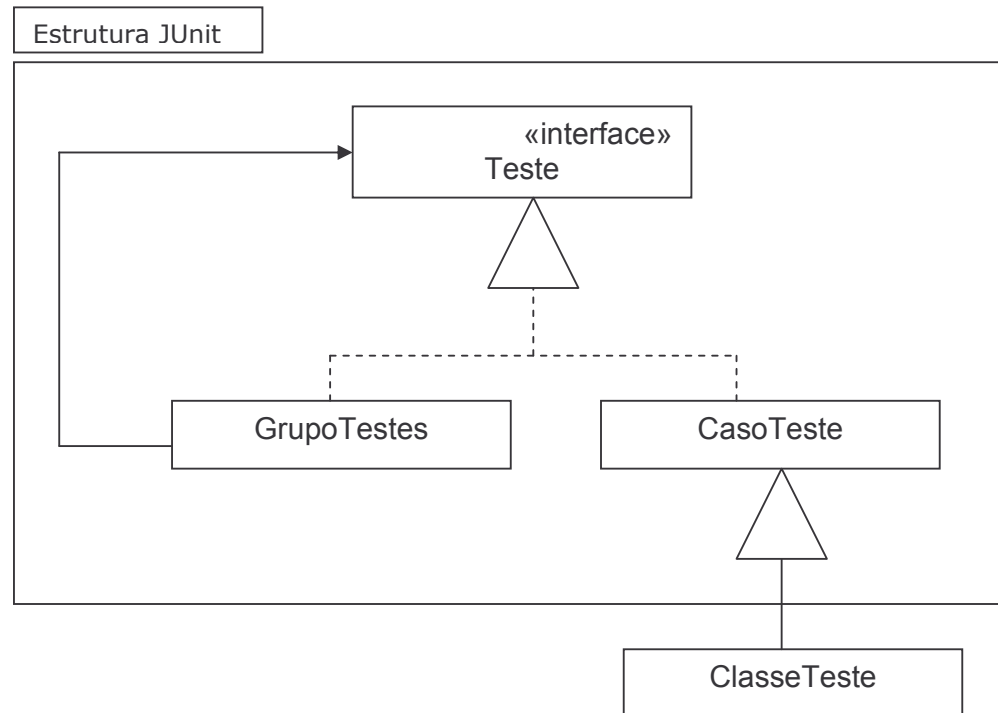 Estrutura JUnit
«interface»
Teste
GrupoTestes
CasoTeste
ClasseTeste